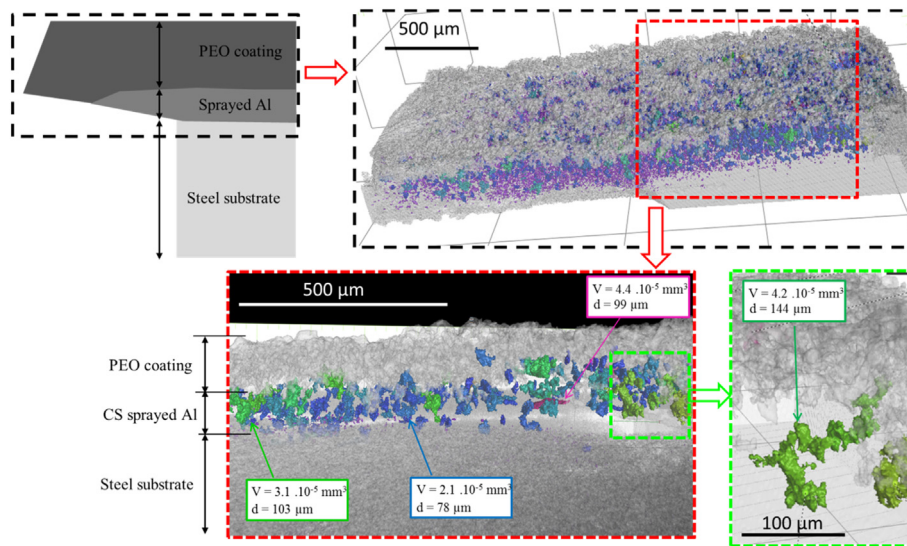 PEO coating
Sprayed Al
Steel substrate
500 µm
500 µm
V = 4.4 .10⁻⁵ mm³
d = 99 µm
V = 4.2 .10⁻⁵ mm³
d = 144 µm
PEO coating
CS sprayed Al
Steel substrate
V = 3.1 .10⁻⁵ mm³
d = 103 µm
V = 2.1 .10⁻⁵ mm³
d = 78 µm
100 µm